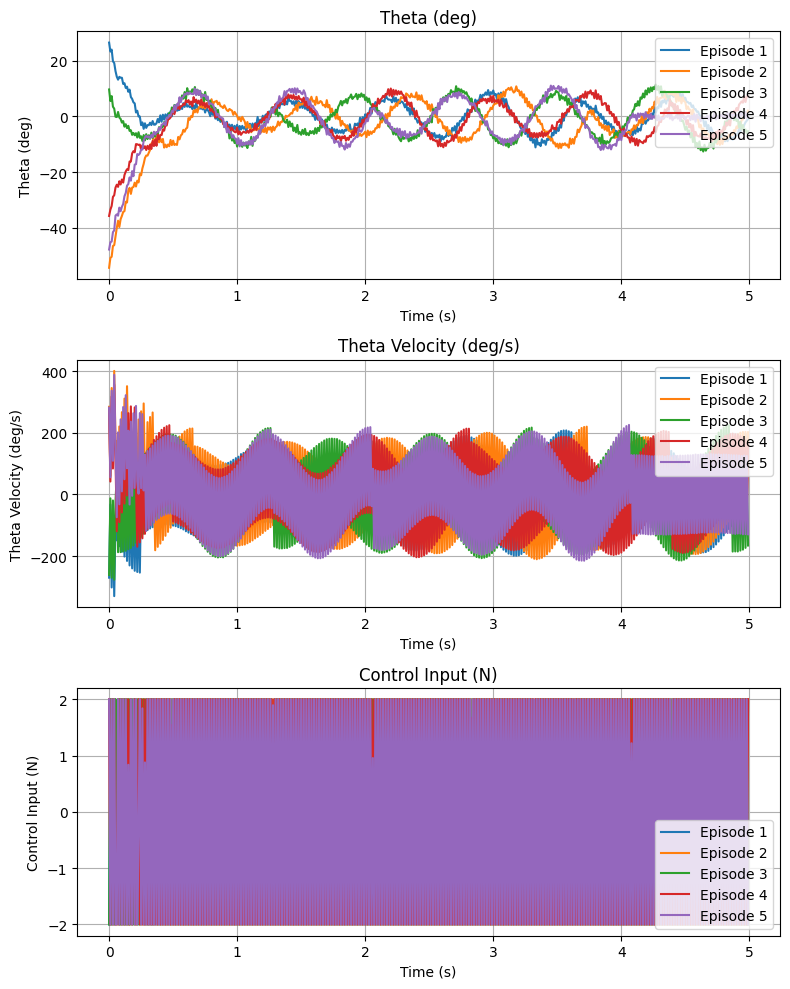 Theta (deg)
Theta (deg)
20
0
−20
−40
Episode 1
Episode 2
Episode 3
Episode 4
Episode 5
0 1 2 3 4 5
Time (s)
Theta Velocity (deg/s)
Theta Velocity (deg/s)
400
200
0
−200
Episode 1
Episode 2
Episode 3
Episode 4
Episode 5
0 1 2 3 4 5
Time (s)
Control Input (N)
Control Input (N)
2
1
0
−1
−2
Episode 1
Episode 2
Episode 3
Episode 4
Episode 5
0 1 2 3 4 5
Time (s)